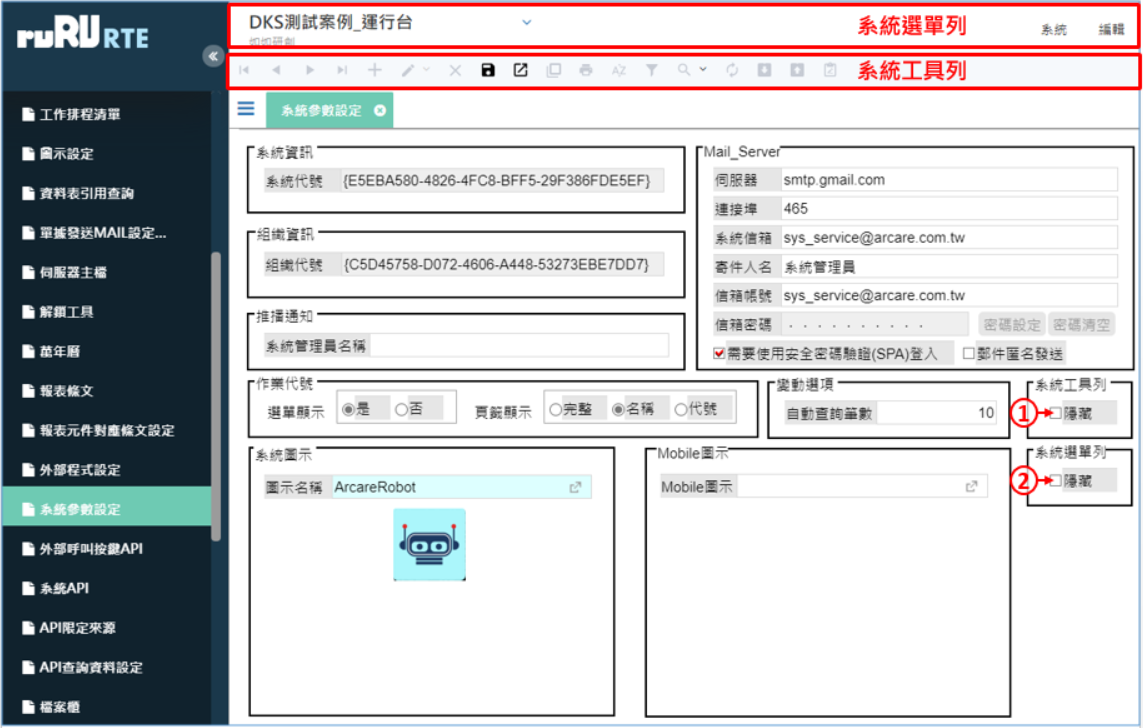 ruRU RTE
工作排程清單
圖示設定
資料表引用查詢
單據發送MAIL設定...
伺服器主檔
解鎖工具
萬年曆
報表條文
報表元件對應條文設定
外部程式設定
系統參數設定
外部呼叫按鍵API
系統API
API限定來源
API查詢資料設定
檔案櫃
DKS測試案例_運行台
如如研創
系統選單列
系統 編輯
系統工具列
系統參數設定
系統資訊
系統代號 {E5EBA580-4826-4FC8-BFF5-29F386FDE5EF}
組織資訊
組織代號 {C5D45758-D072-4606-A448-53273EBE7DD7}
推播通知
系統管理員名稱
Mail_Server
伺服器 smtp.gmail.com
連接埠 465
系統信箱 sys_service@arcare.com.tw
寄件人名 系統管理員
信箱帳號 sys_service@arcare.com.tw
信箱密碼 . . . . . . . . . . 密碼設定 密碼清空
需要使用安全密碼驗證(SPA)登入 郵件匿名發送
作業代號
選單顯示 是 否 頁籤顯示 完整 名稱 代號
變動選項
自動查詢筆數 10
系統工具列
1 隱藏
系統選單列
2 隱藏
系統圖示
圖示名稱 ArcareRobot
Mobile圖示
Mobile圖示